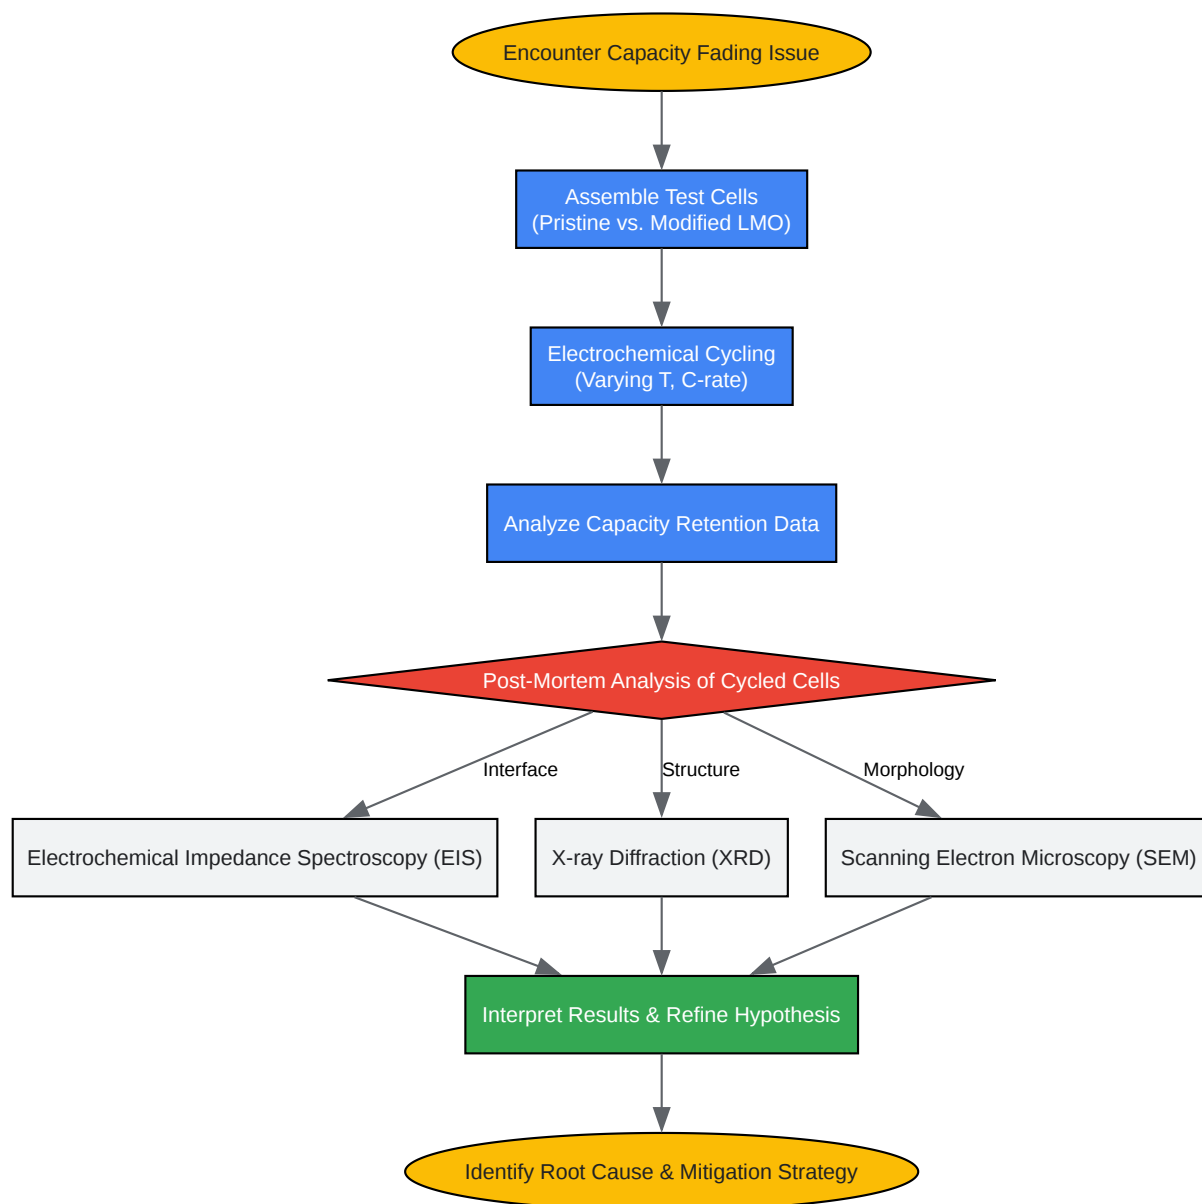 Encounter Capacity Fading Issue
Assemble Test Cells
(Pristine vs. Modified LMO)
Electrochemical Cycling
(Varying T, C-rate)
Analyze Capacity Retention Data
Post-Mortem Analysis of Cycled Cells
Interface
Structure
Morphology
Electrochemical Impedance Spectroscopy (EIS)
X-ray Diffraction (XRD)
Scanning Electron Microscopy (SEM)
Interpret Results & Refine Hypothesis
Identify Root Cause & Mitigation Strategy